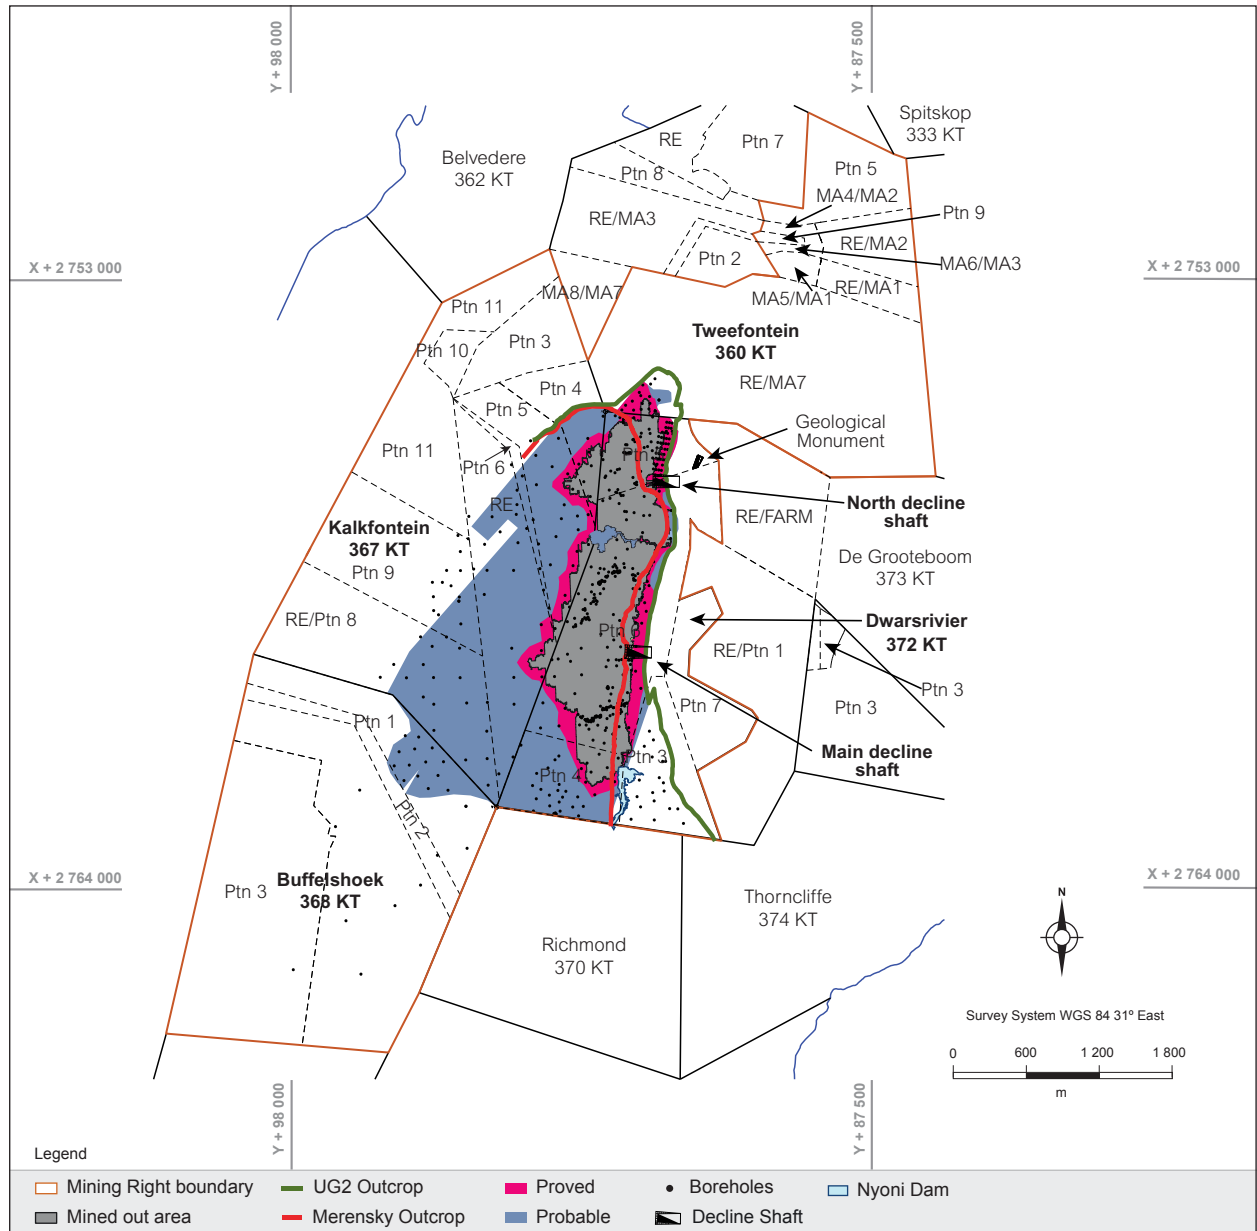 Y + 98 000
Y + 87 500
Spitskop
333 KT
RE
Ptn 7
Belvedere
362 KT
Ptn 8
Ptn 5
MA4/MA2
RE/MA3
Ptn 9
RE/MA2
Ptn 2
MA6/MA3
X + 2 753 000
X + 2 753 000
RE/MA1
MA8/MA7
MA5/MA1
Ptn 11
Tweefontein
360 KT
Ptn 10
Ptn 3
RE/MA7
Ptn 4
Ptn 5
Geological
Monument
Ptn 11
Ptn
Ptn 6
RE
North decline
shaft
RE/FARM
Kalkfontein
367 KT
De Grooteboom
373 KT
Ptn 9
RE/Ptn 8
Dwarsrivier
372 KT
Ptn 6
RE/Ptn 1
Ptn 3
Ptn 1
Ptn 7
Ptn 3
Main decline
shaft
Ptn 3
Ptn 4
Ptn 2
X + 2 764 000
X + 2 764 000
Buffelshoek
368 KT
Ptn 3
Thorncliffe
374 KT
N
Richmond
370 KT
Survey System WGS 84 31º East
0 600 1 200 1 800
m
Y + 98 000
Y + 87 500
Legend
Mining Right boundary
UG2 Outcrop
Proved
Boreholes
Nyoni Dam
Mined out area
Merensky Outcrop
Probable
Decline Shaft